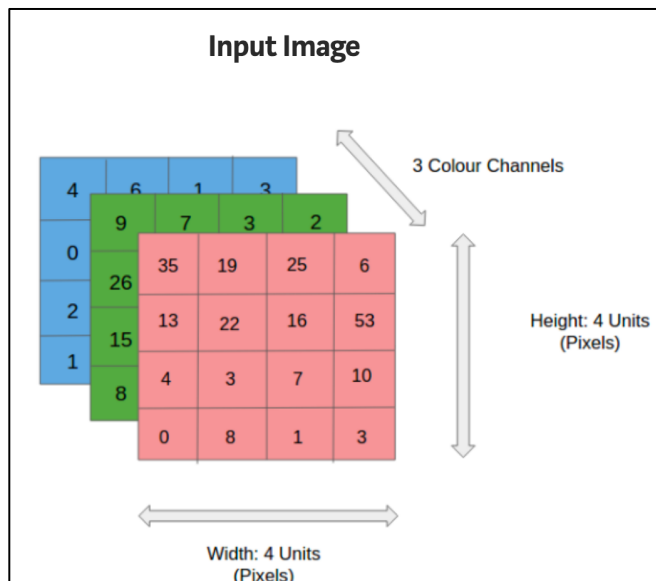 Input Image
3 Colour Channels
4 6 1 3
9 7 3 2
0
35 19 25 6
26
2
13 22 16 53
Height: 4 Units
(Pixels)
15
1
4 3 7 10
8
0 8 1 3
Width: 4 Units
(Pixels)